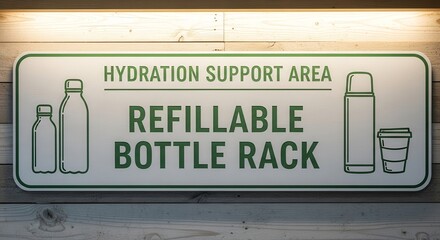 HYDRATION SUPPORT AREA
REFILLABLE
BOTTLE RACK